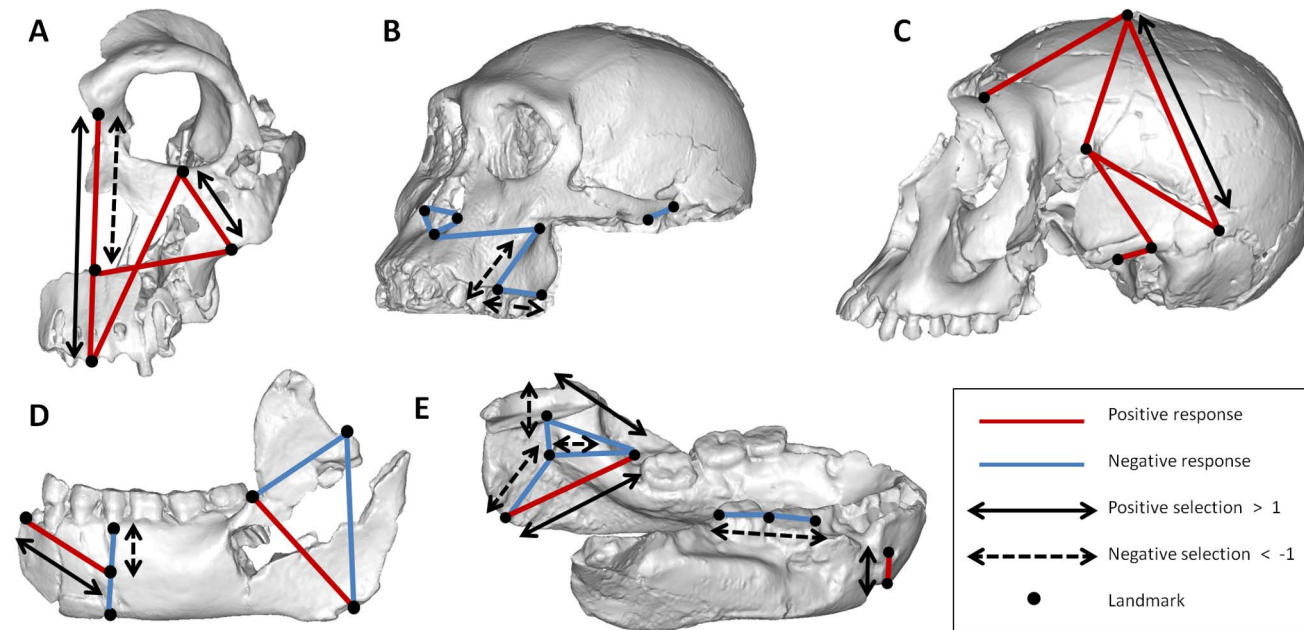 A
B
C
D
E
Positive response
Negative response
Positive selection > 1
Negative selection < -1
Landmark